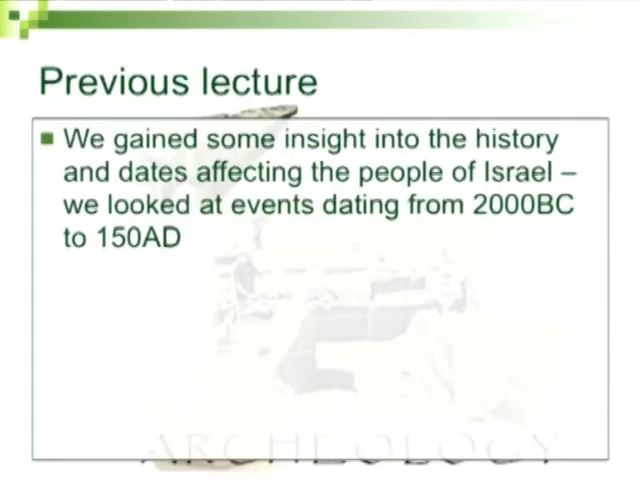 Previous lecture
We gained some insight into the history
and dates affecting the people of Israel –
we looked at events dating from 2000BC
to 150AD
ARCHEOLOGY